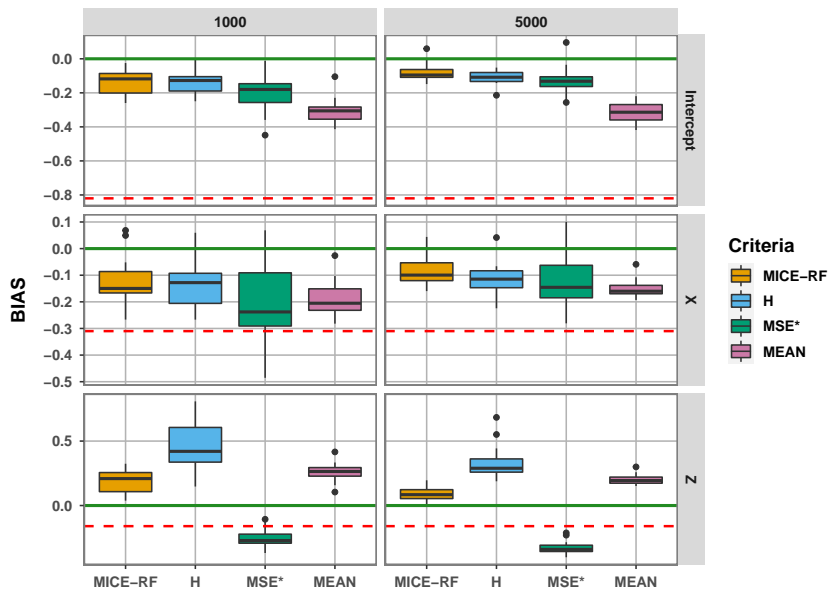 1000
5000
0.0
−0.2
−0.4
−0.6
−0.8
Intercept
BIAS
0.1
0.0
−0.1
−0.2
−0.3
−0.4
−0.5
X
0.5
0.0
Z
MICE−RF
H
MSE*
MEAN
MICE−RF
H
MSE*
MEAN
Criteria
MICE−RF
H
MSE*
MEAN